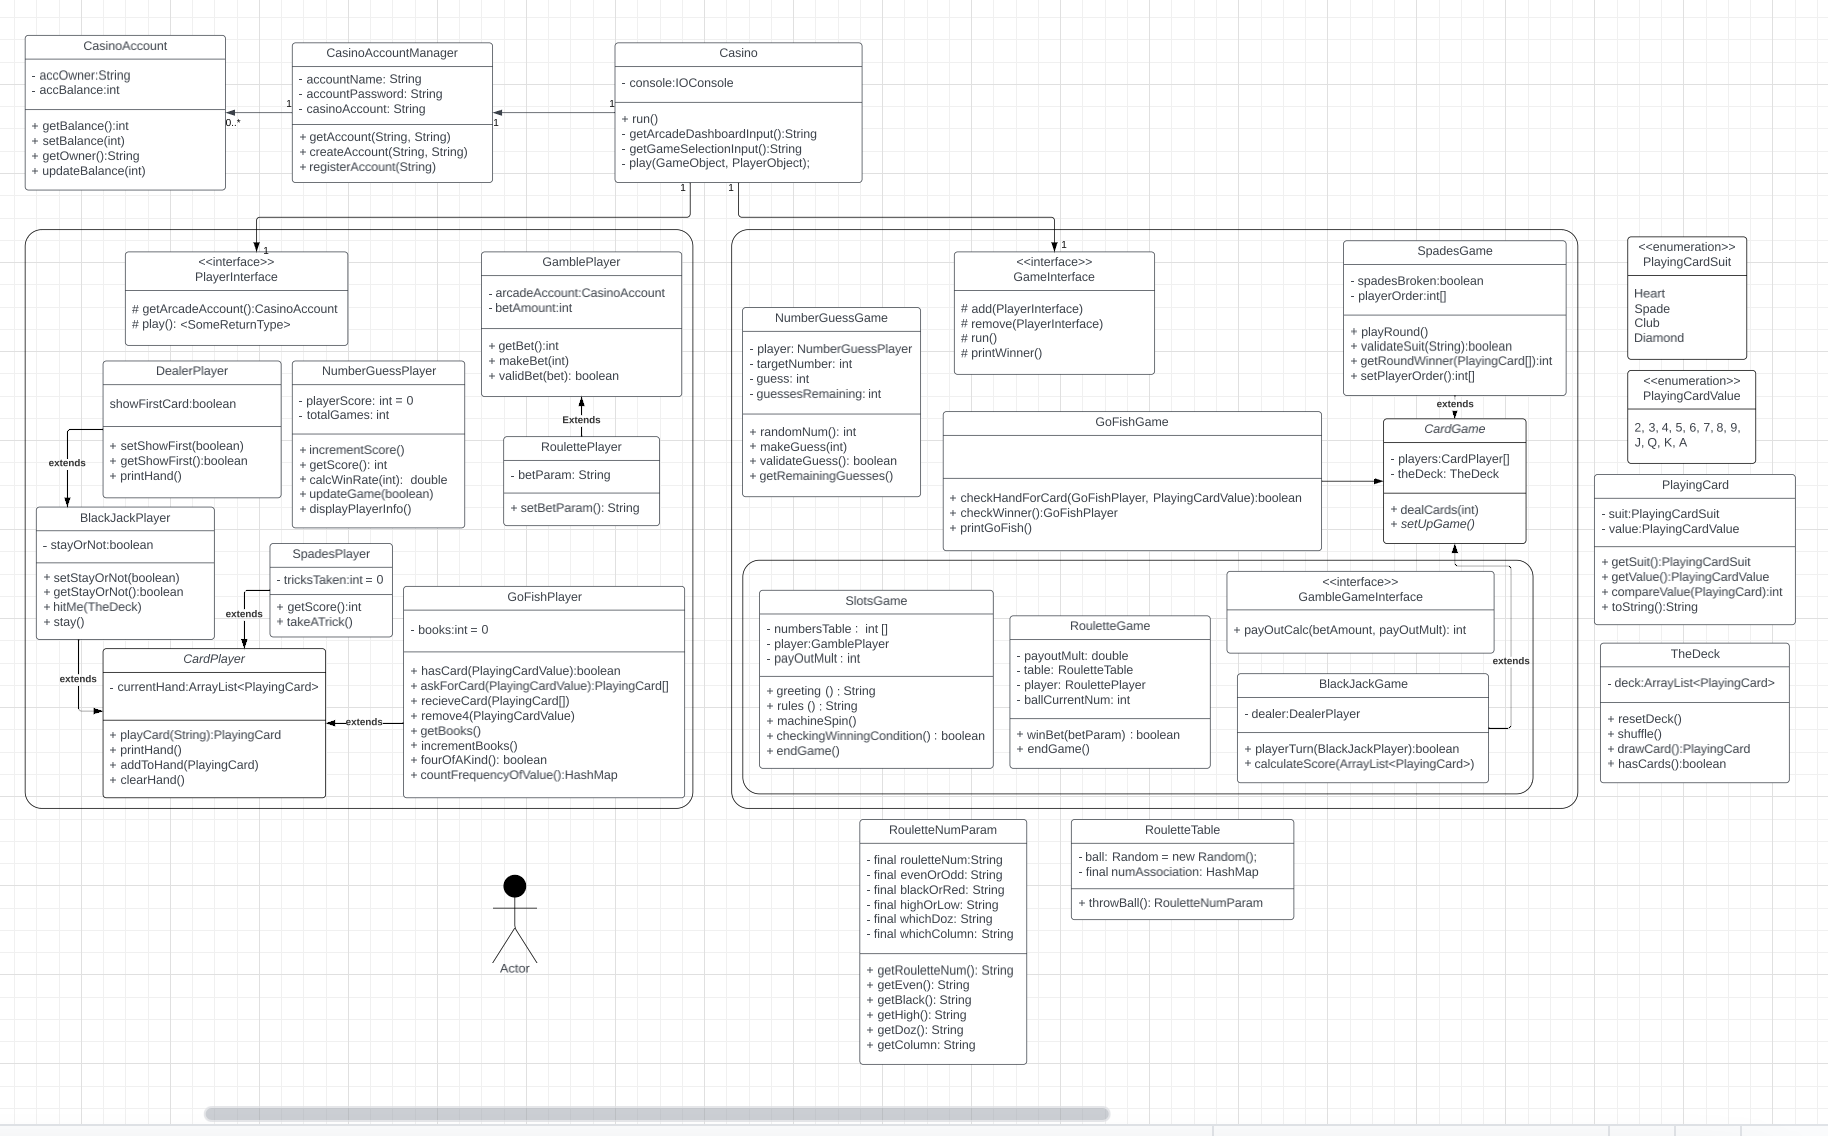 CasinoAccount
- accOwner:String
- accBalance:int
+ getBalance():int
+ setBalance(int)
+ getOwner():String
+ updateBalance(int)
0..*
1
CasinoAccountManager
- accountName: String
- accountPassword: String
- casinoAccount: String
+ getAccount(String, String)
+ createAccount(String, String)
+ registerAccount(String)
1
1
Casino
- console:IOConsole
+ run()
- getArcadeDashboardInput():String
- getGameSelectionInput():String
- play(GameObject, PlayerObject);
1
1
1
<<interface>>
PlayerInterface
# getArcadeAccount():CasinoAccount
# play(): <SomeReturnType>
GamblePlayer
- arcadeAccount:CasinoAccount
- betAmount:int
+ getBet():int
+ makeBet(int)
+ validBet(bet): boolean
Extends
DealerPlayer
showFirstCard:boolean
+ setShowFirst(boolean)
+ getShowFirst():boolean
+ printHand()
extends
NumberGuessPlayer
- playerScore: int = 0
- totalGames: int
+ incrementScore()
+ getScore(): int
+ calcWinRate(int): double
+ updateGame(boolean)
+ displayPlayerInfo()
RoulettePlayer
- betParam: String
+ setBetParam(): String
BlackJackPlayer
- stayOrNot:boolean
+ setStayOrNot(boolean)
+ getStayOrNot():boolean
+ hitMe(TheDeck)
+ stay()
extends
SpadesPlayer
- tricksTaken:int = 0
+ getScore():int
+ takeATrick()
extends
GoFishPlayer
- books:int = 0
+ hasCard(PlayingCardValue):boolean
+ askForCard(PlayingCardValue):PlayingCard[]
+ recieveCard(PlayingCard[])
+ remove4(PlayingCardValue)
+ getBooks()
+ incrementBooks()
+ fourOfAKind(): boolean
+ countFrequencyOfValue():HashMap
extends
CardPlayer
- currentHand:ArrayList<PlayingCard>
+ playCard(String):PlayingCard
+ printHand()
+ addToHand(PlayingCard)
+ clearHand()
1
<<interface>>
GameInterface
# add(PlayerInterface)
# remove(PlayerInterface)
# run()
# printWinner()
SpadesGame
- spadesBroken:boolean
- playerOrder:int[]
+ playRound()
+ validateSuit(String):boolean
+ getRoundWinner(PlayingCard[]):int
+ setPlayerOrder():int[]
extends
NumberGuessGame
- player: NumberGuessPlayer
- targetNumber: int
- guess: int
- guessesRemaining: int
+ randomNum(): int
+ makeGuess(int)
+ validateGuess(): boolean
+ getRemainingGuesses()
GoFishGame
+ checkHandForCard(GoFishPlayer, PlayingCardValue):boolean
+ checkWinner():GoFishPlayer
+ printGoFish()
CardGame
- players:CardPlayer[]
- theDeck: TheDeck
+ dealCards(int)
+ setUpGame()
<<interface>>
GambleGameInterface
+ payOutCalc(betAmount, payOutMult): int
SlotsGame
- numbersTable : int []
- player:GamblePlayer
- payOutMult : int
+ greeting () : String
+ rules () : String
+ machineSpin()
+ checkingWinningCondition() : boolean
+ endGame()
RouletteGame
- payoutMult: double
- table: RouletteTable
- player: RoulettePlayer
- ballCurrentNum: int
+ winBet(betParam) : boolean
+ endGame()
BlackJackGame
- dealer:DealerPlayer
+ playerTurn(BlackJackPlayer):boolean
+ calculateScore(ArrayList<PlayingCard>)
extends
<<enumeration>>
PlayingCardSuit
Heart
Spade
Club
Diamond
<<enumeration>>
PlayingCardValue
2, 3, 4, 5, 6, 7, 8, 9,
J, Q, K, A
PlayingCard
- suit:PlayingCardSuit
- value:PlayingCardValue
+ getSuit():PlayingCardSuit
+ getValue():PlayingCardValue
+ compareValue(PlayingCard):int
+ toString():String
TheDeck
- deck:ArrayList<PlayingCard>
+ resetDeck()
+ shuffle()
+ drawCard():PlayingCard
+ hasCards():boolean
RouletteNumParam
- final rouletteNum:String
- final evenOrOdd: String
- final blackOrRed: String
- final highOrLow: String
- final whichDoz: String
- final whichColumn: String
+ getRouletteNum(): String
+ getEven(): String
+ getBlack(): String
+ getHigh(): String
+ getDoz(): String
+ getColumn: String
RouletteTable
- ball: Random = new Random();
- final numAssociation: HashMap
+ throwBall(): RouletteNumParam
Actor